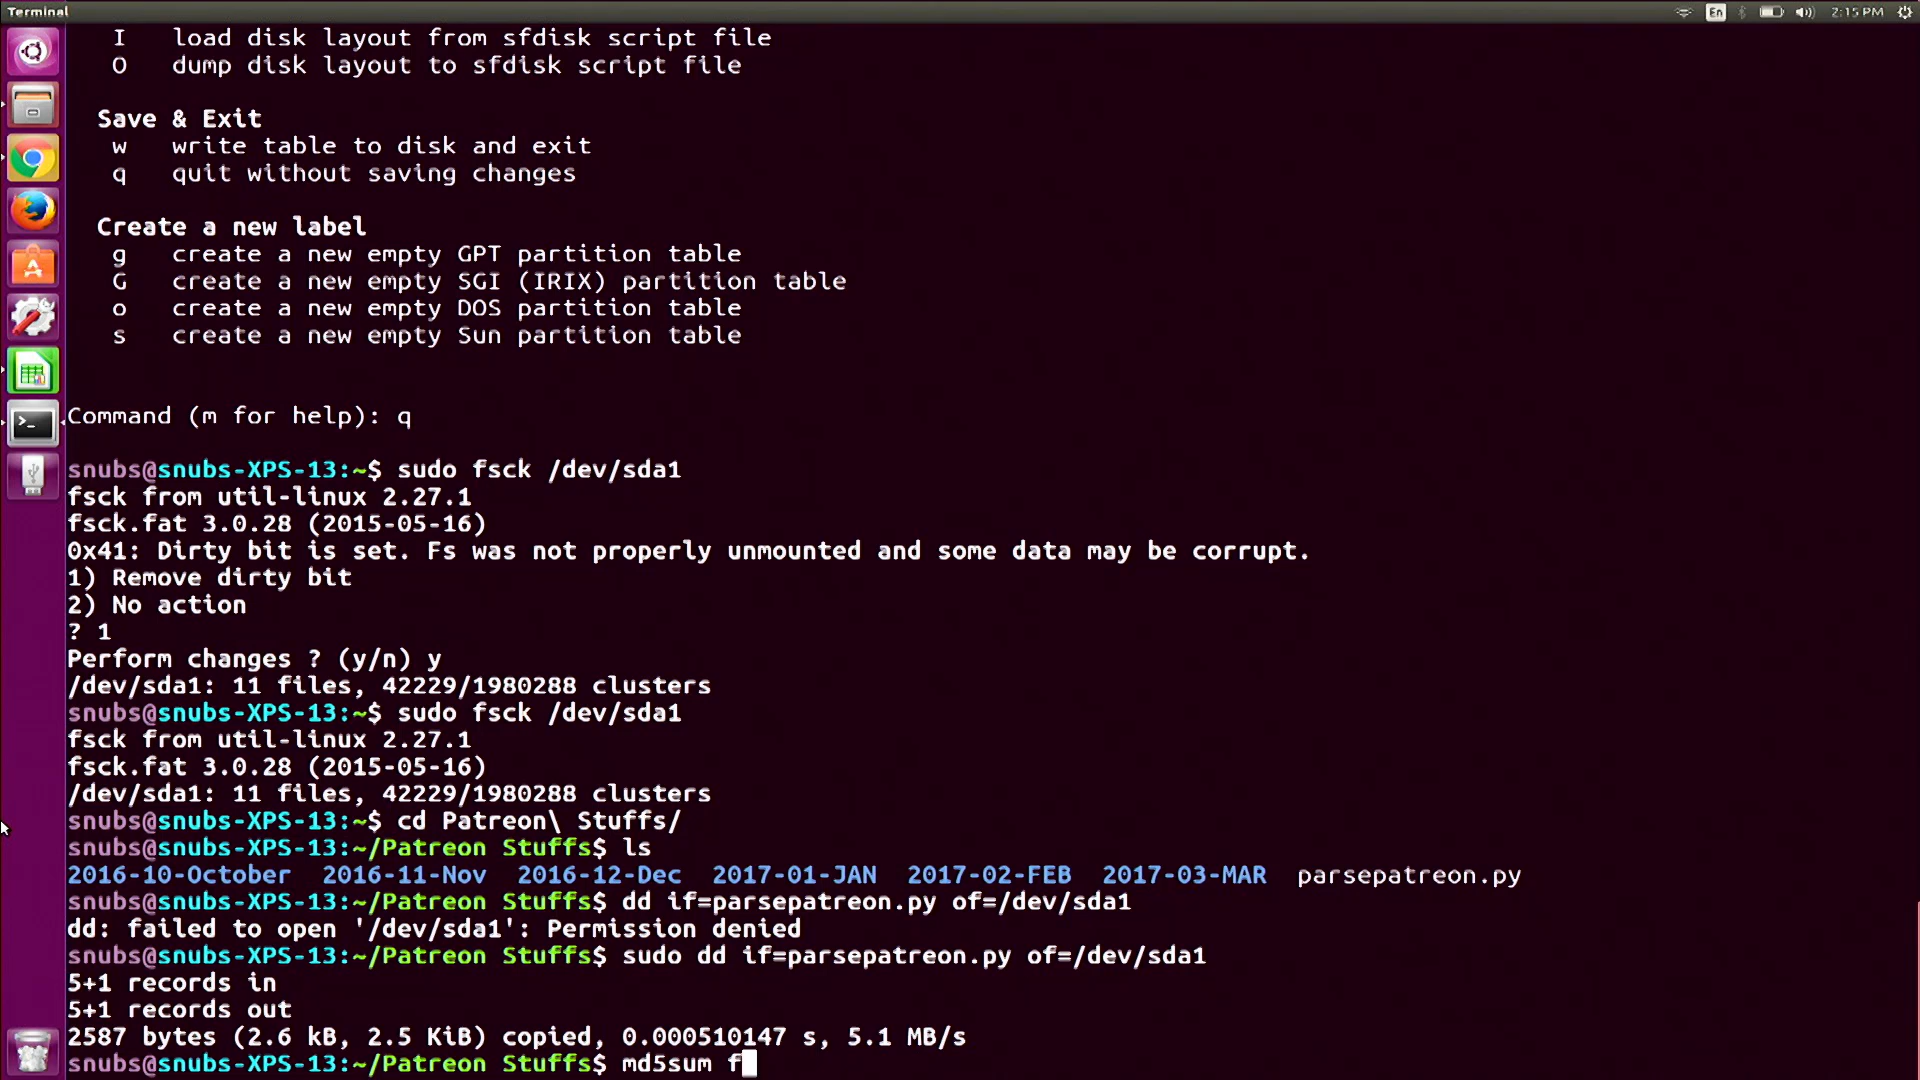 Terminal
En
2:15 PM
I load disk layout from sfdisk script file
O dump disk layout to sfdisk script file
Save & Exit
w write table to disk and exit
q quit without saving changes
Create a new label
g create a new empty GPT partition table
G create a new empty SGI (IRIX) partition table
o create a new empty DOS partition table
s create a new empty Sun partition table
Command (m for help): q
snubs@snubs-XPS-13:~$ sudo fsck /dev/sda1
fsck from util-linux 2.27.1
fsck.fat 3.0.28 (2015-05-16)
0x41: Dirty bit is set. Fs was not properly unmounted and some data may be corrupt.
1) Remove dirty bit
2) No action
? 1
Perform changes ? (y/n) y
/dev/sda1: 11 files, 42229/1980288 clusters
snubs@snubs-XPS-13:~$ sudo fsck /dev/sda1
fsck from util-linux 2.27.1
fsck.fat 3.0.28 (2015-05-16)
/dev/sda1: 11 files, 42229/1980288 clusters
snubs@snubs-XPS-13:~$ cd Patreon\ Stuffs/
snubs@snubs-XPS-13:~/Patreon Stuffs$ ls
2016-10-October 2016-11-Nov 2016-12-Dec 2017-01-JAN 2017-02-FEB 2017-03-MAR parsepatreon.py
snubs@snubs-XPS-13:~/Patreon Stuffs$ dd if=parsepatreon.py of=/dev/sda1
dd: failed to open '/dev/sda1': Permission denied
snubs@snubs-XPS-13:~/Patreon Stuffs$ sudo dd if=parsepatreon.py of=/dev/sda1
5+1 records in
5+1 records out
2587 bytes (2.6 kB, 2.5 KiB) copied, 0.000510147 s, 5.1 MB/s
snubs@snubs-XPS-13:~/Patreon Stuffs$ md5sum f